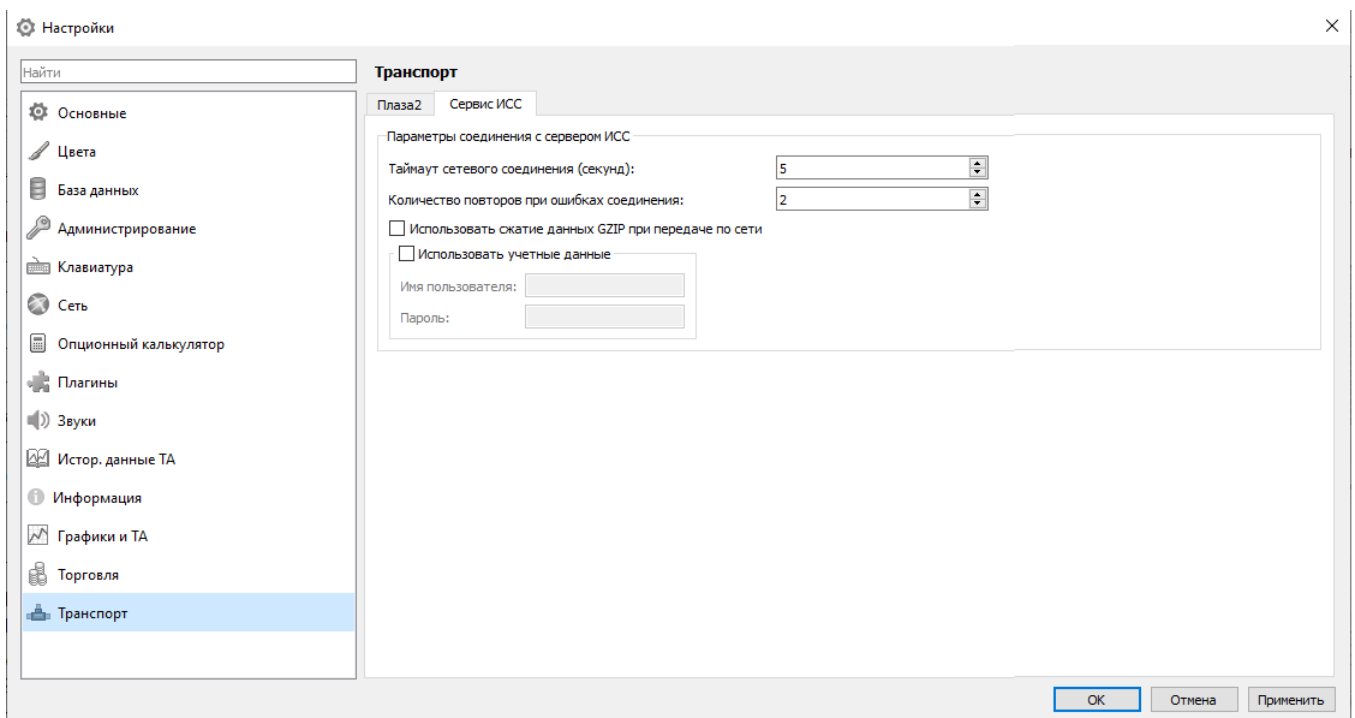 Настройки
Найти
Основные
Цвета
База данных
Администрирование
Клавиатура
Сеть
Опционный калькулятор
Плагины
Звуки
Истор. данные ТА
Информация
Графики и ТА
Торговля
Транспорт
Транспорт
Плаза2 Сервис ИСС
Параметры соединения с сервером ИСС
Таймаут сетевого соединения (секунд): 5
Количество повторов при ошибках соединения: 2
Использовать сжатие данных GZIP при передаче по сети
Использовать учетные данные
Имя пользователя:
Пароль:
OK Отмена Применить